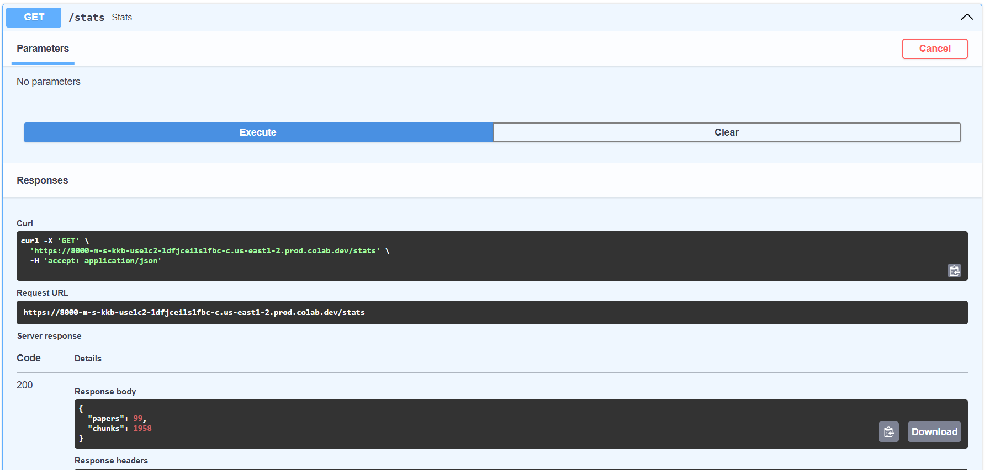 GET /stats Stats
Parameters Cancel
No parameters
Execute Clear
Responses
Curl
curl -X 'GET' \
  'https://8000-m-s-kkb-use1c2-1dfjceils1fbc-c.us-east1-2.prod.colab.dev/stats' \
  -H 'accept: application/json'
Request URL
https://8000-m-s-kkb-use1c2-1dfjceils1fbc-c.us-east1-2.prod.colab.dev/stats
Server response
Code Details
200
Response body
{
  "papers": 99,
  "chunks": 1958
}
Download
Response headers